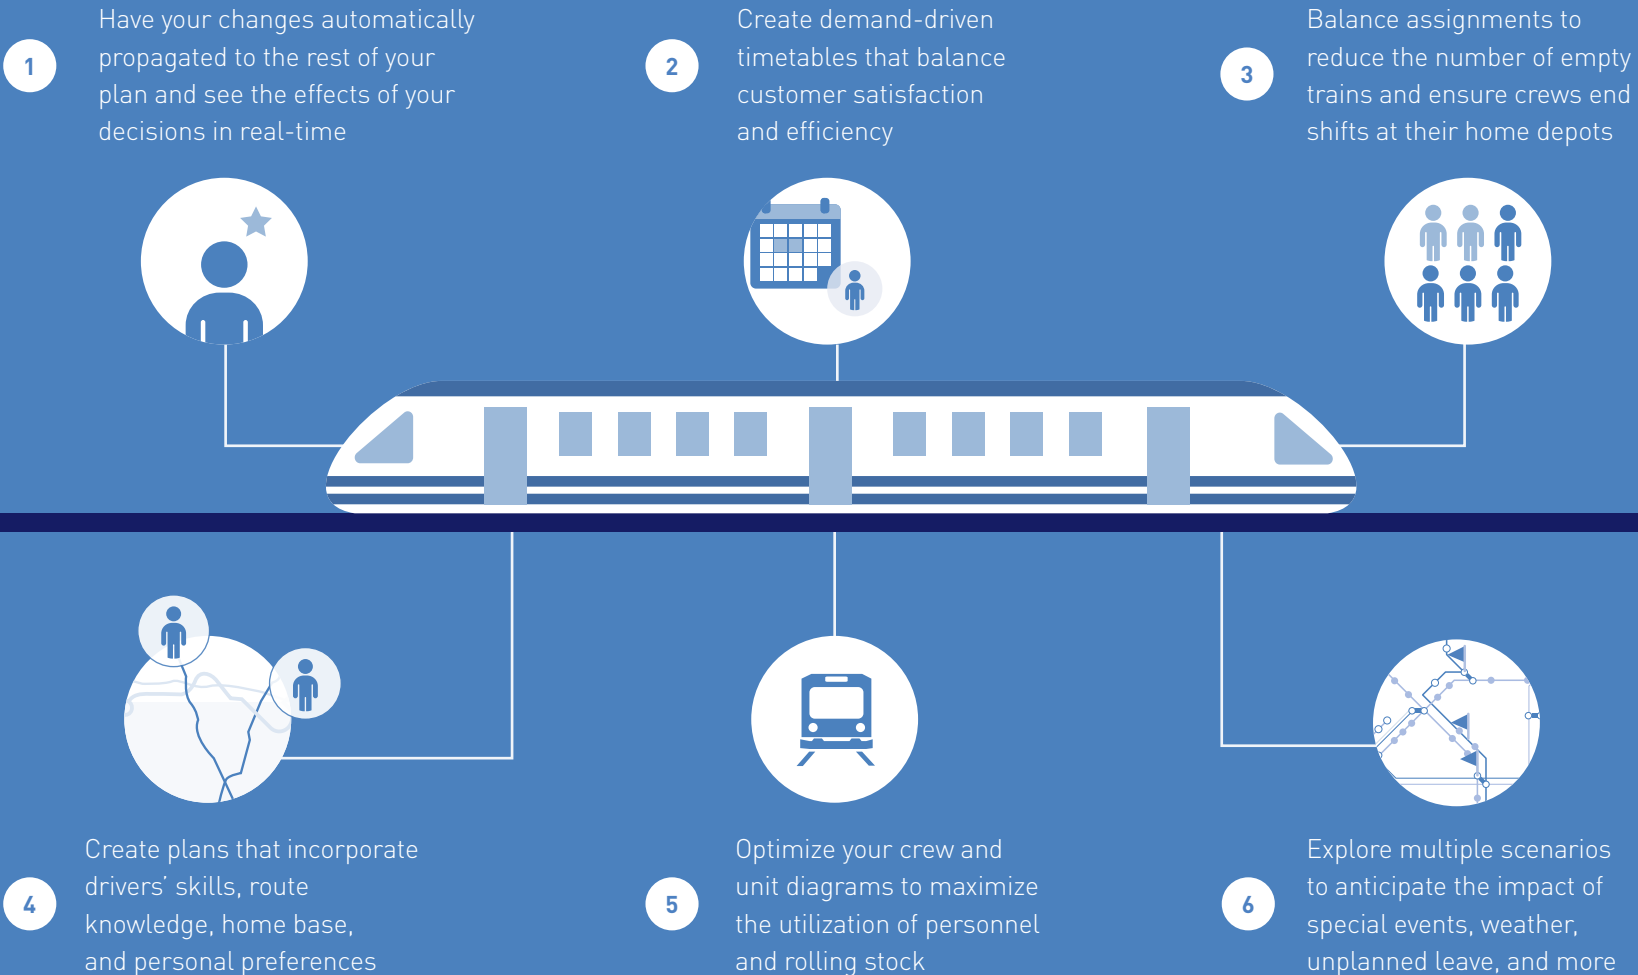 1
Have your changes automatically
propagated to the rest of your
plan and see the effects of your
decisions in real-time
2
Create demand-driven
timetables that balance
customer satisfaction
and efficiency
3
Balance assignments to
reduce the number of empty
trains and ensure crews end
shifts at their home depots
4
Create plans that incorporate
drivers’ skills, route
knowledge, home base,
and personal preferences
5
Optimize your crew and
unit diagrams to maximize
the utilization of personnel
and rolling stock
6
Explore multiple scenarios
to anticipate the impact of
special events, weather,
unplanned leave, and more